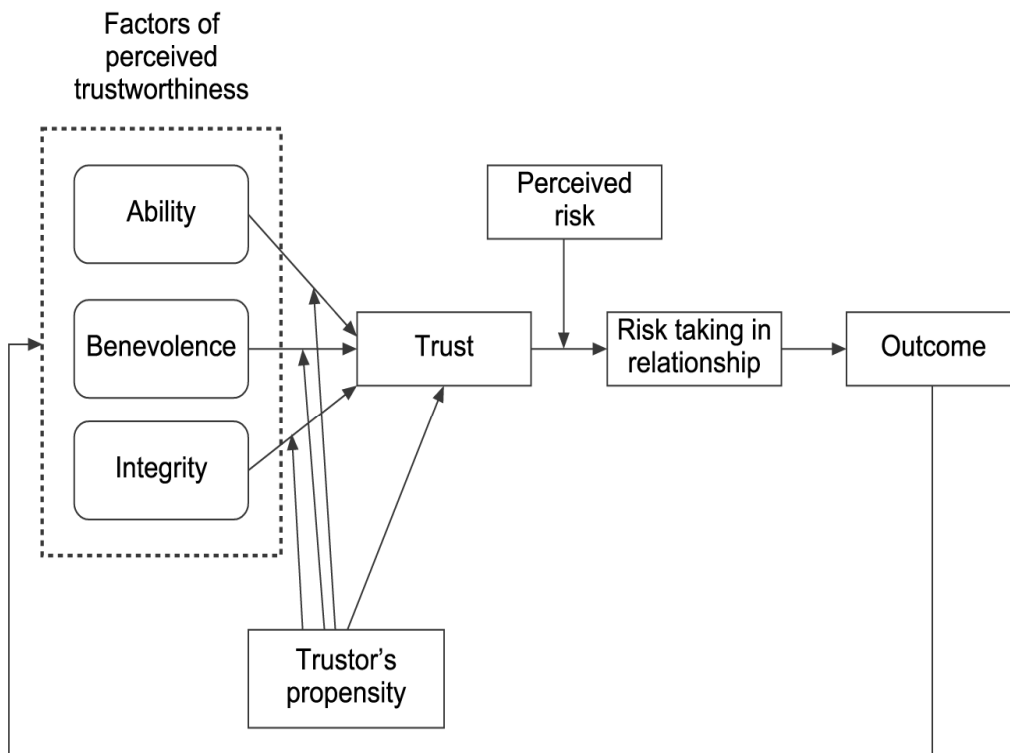 Factors of
perceived
trustworthiness
Ability
Benevolence
Integrity
Perceived
risk
Trust
Risk taking in
relationship
Outcome
Trustor’s
propensity